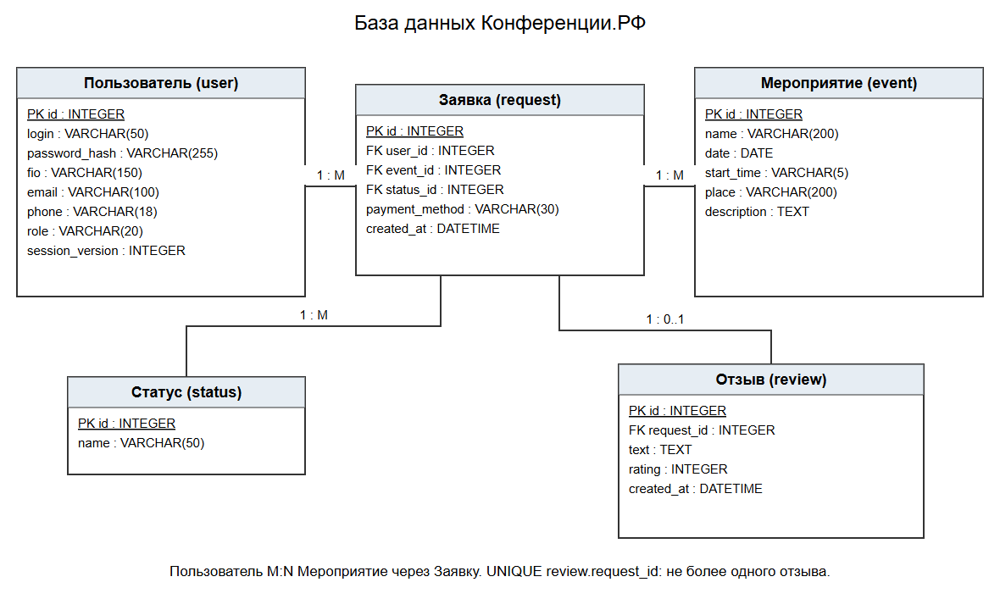 База данных Конференции.РФ
Пользователь (user)
PK id : INTEGER
login : VARCHAR(50)
password_hash : VARCHAR(255)
fio : VARCHAR(150)
email : VARCHAR(100)
phone : VARCHAR(18)
role : VARCHAR(20)
session_version : INTEGER
1 : M
Заявка (request)
PK id : INTEGER
FK user_id : INTEGER
FK event_id : INTEGER
FK status_id : INTEGER
payment_method : VARCHAR(30)
created_at : DATETIME
1 : M
Мероприятие (event)
PK id : INTEGER
name : VARCHAR(200)
date : DATE
start_time : VARCHAR(5)
place : VARCHAR(200)
description : TEXT
1 : M
1 : 0..1
Статус (status)
PK id : INTEGER
name : VARCHAR(50)
Отзыв (review)
PK id : INTEGER
FK request_id : INTEGER
text : TEXT
rating : INTEGER
created_at : DATETIME
Пользователь M:N Мероприятие через Заявку. UNIQUE review.request_id: не более одного отзыва.